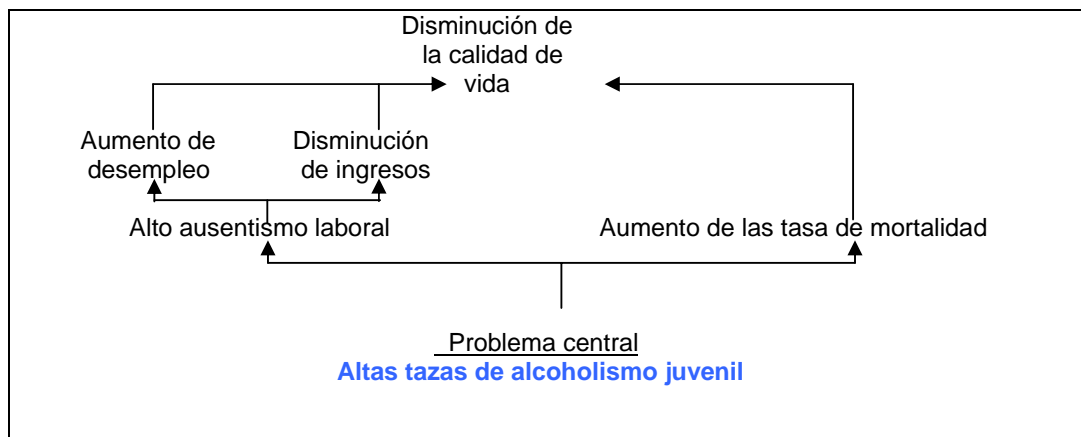 Disminución de
la calidad de
vida
Aumento de
desempleo
Disminución
de ingresos
Alto ausentismo laboral
Aumento de las tasa de mortalidad
Problema central
Altas tazas de alcoholismo juvenil